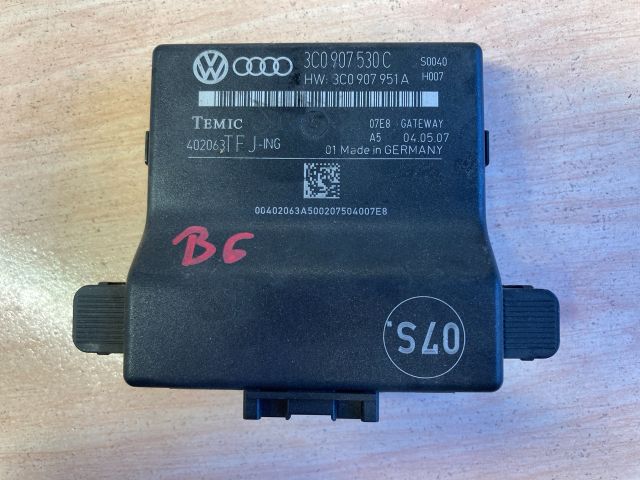 3C0 907 530 C S0040
HW: 3C0 907 951 A H007
TEMIC 07E8 GATEWAY
402063TFJ-ING A5 04.05.07
01 Made in GERMANY
00402063A500207504007E8
B6
07S.